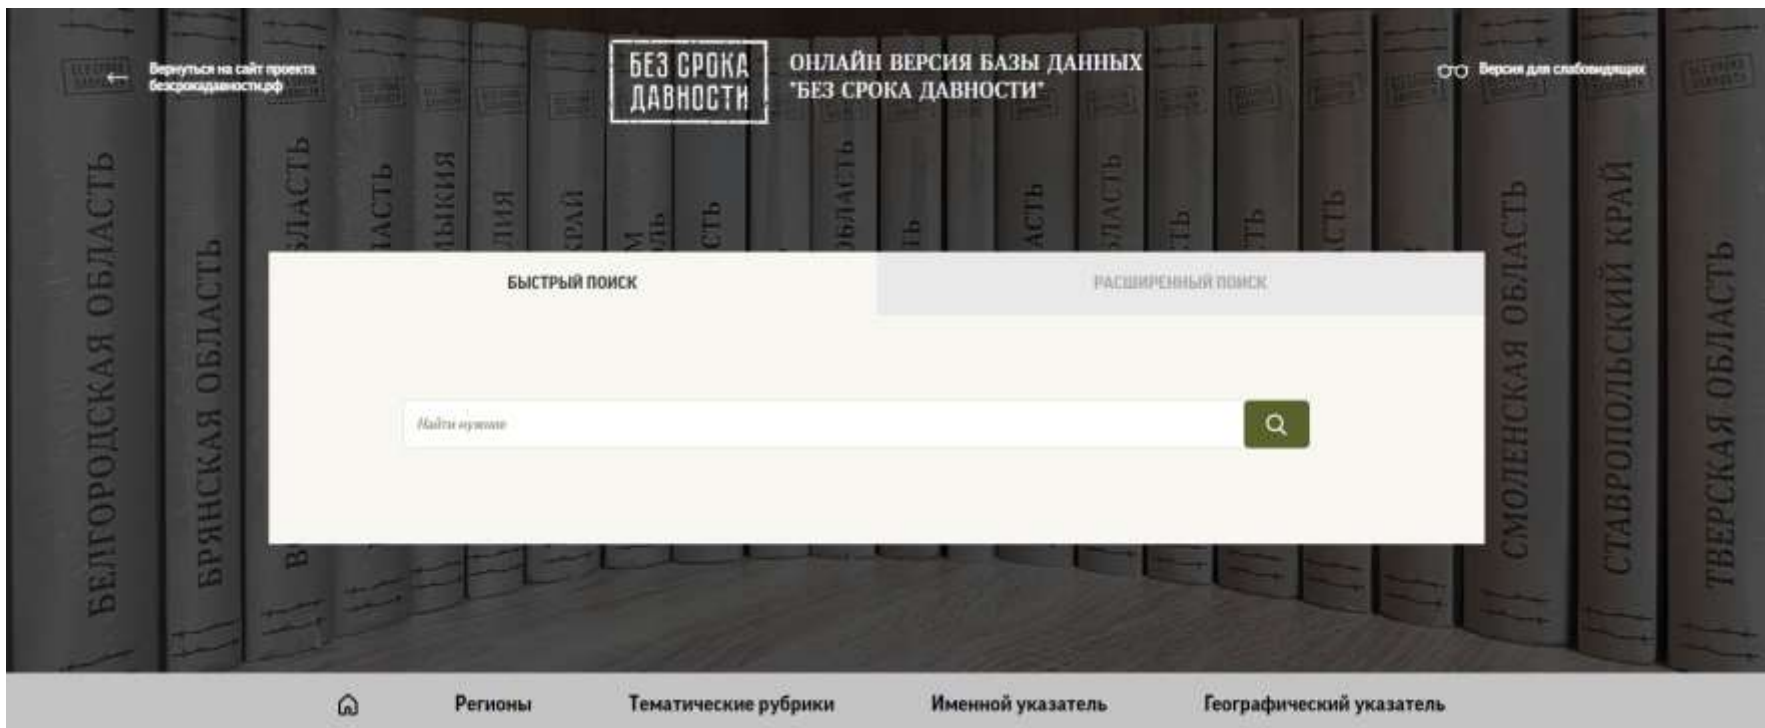 Вернуться на сайт проекта
безсрокадавности.рф
БЕЗ СРОКА
ДАВНОСТИ
ОНЛАЙН ВЕРСИЯ БАЗЫ ДАННЫХ
"БЕЗ СРОКА ДАВНОСТИ"
Версия для слабовидящих
БЕЛГОРОДСКАЯ ОБЛАСТЬ
БРЯНСКАЯ ОБЛАСТЬ
КРАЙ
ОБЛАСТЬ
СМОЛЕНСКАЯ ОБЛАСТЬ
СТАВРОПОЛЬСКИЙ КРАЙ
ТВЕРСКАЯ ОБЛАСТЬ
БЫСТРЫЙ ПОИСК
РАСШИРЕННЫЙ ПОИСК
Найти нужное
Регионы
Тематические рубрики
Именной указатель
Географический указатель